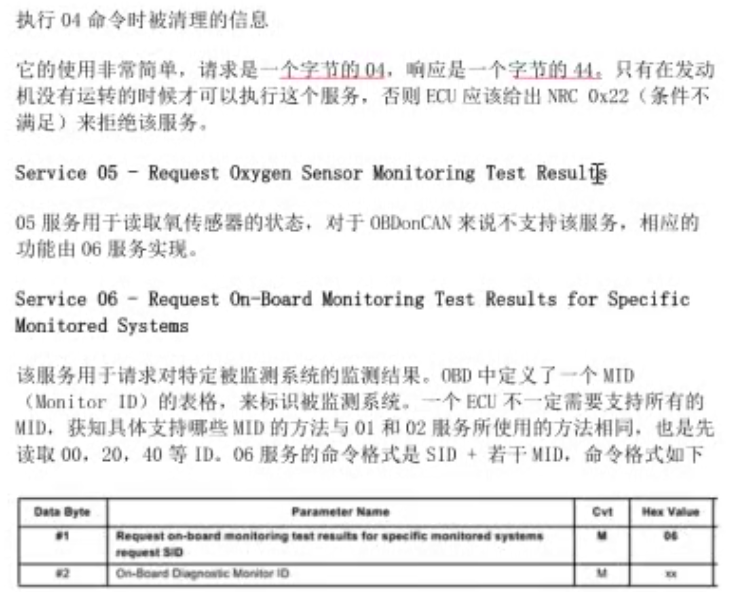 执行 04 命令时被清理的信息
它的使用非常简单，请求是一个字节的 04，响应是一个字节的 44。只有在发动
机没有运转的时候才可以执行这个服务，否则 ECU 应该给出 NRC 0x22（条件不
满足）来拒绝该服务。
Service 05 - Request Oxygen Sensor Monitoring Test Results
05 服务用于读取氧传感器的状态，对于 OBDonCAN 来说不支持该服务，相应的
功能由 06 服务实现。
Service 06 - Request On-Board Monitoring Test Results for Specific
Monitored Systems
该服务用于请求对特定被监测系统的监测结果。OBD 中定义了一个 MID
（Monitor ID）的表格，来标识被监测系统。一个 ECU 不一定需要支持所有的
MID，获知具体支持哪些 MID 的方法与 01 和 02 服务所使用的方法相同，也是先
读取 00，20，40 等 ID。06 服务的命令格式是 SID + 若干 MID，命令格式如下
Data Byte Parameter Name Cvt Hex Value
#1 Request on-board monitoring test results for specific monitored systems M 06
request SID
#2 On-Board Diagnostic Monitor ID M xx